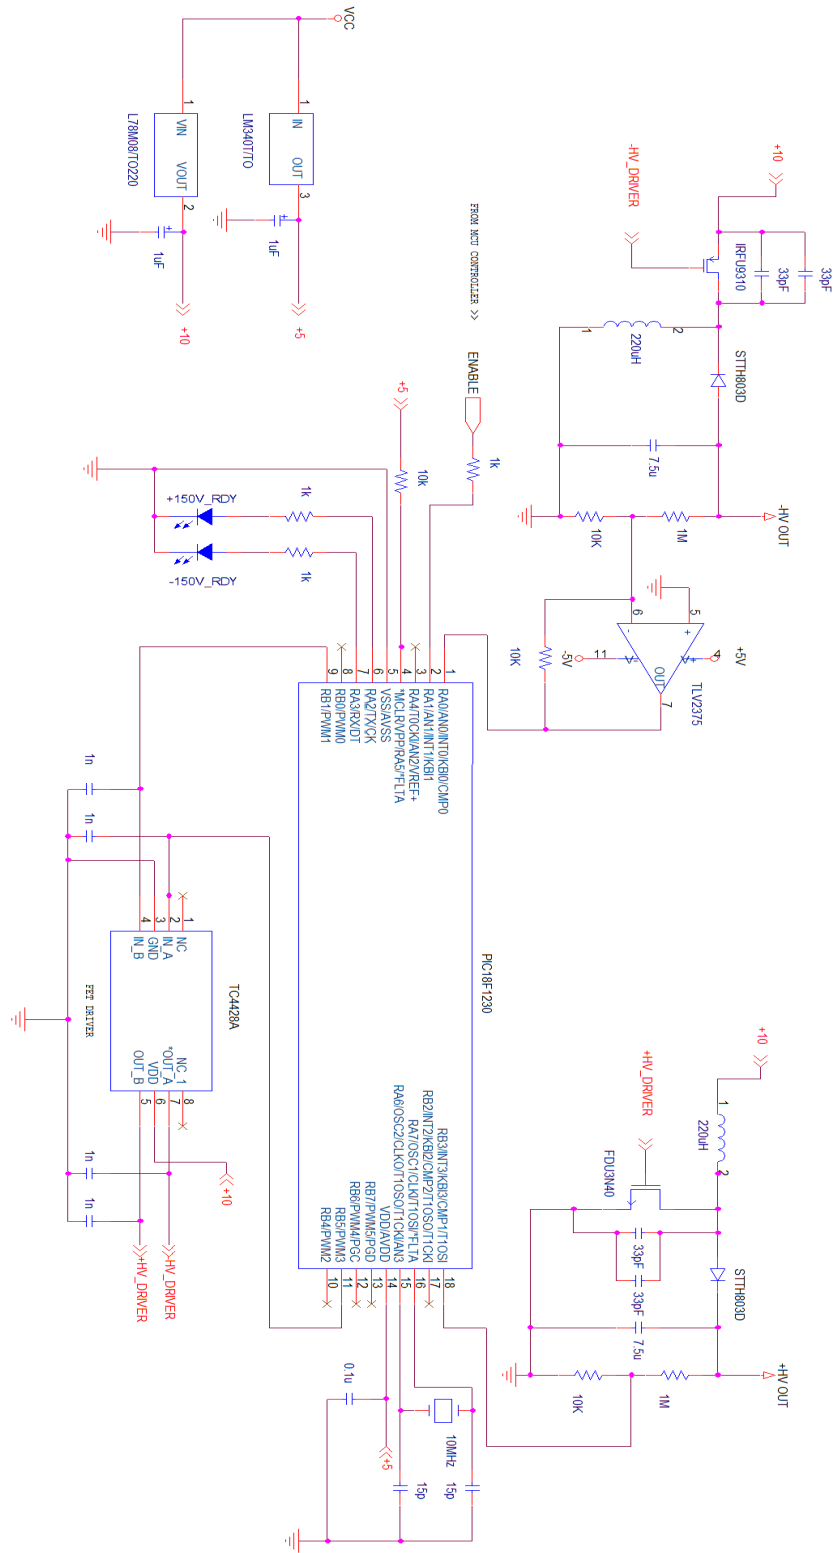 VCC
1
IN
OUT
3
LM340T/TO
1uF
+5
1
VIN
VOUT
2
L78M08/TO220
1uF
+10
FROM MCU CONTROLLER >>
ENABLE
1k
+5
10k
+10
-HV_DRIVER
IRFU9310
33pF
33pF
1
2
220uH
STTH803D
7.5u
-HV OUT
10K
1M
10K
6
5
-
+
-5V
11
V-
V+
4
+5V
OUT
TLV2375
7
+150V_RDY
1k
-150V_RDY
1k
1
RA0/AN0/INT0/KBI0/CMP0
2
RA1/AN1/INT1/KBI1
3
RA4/T0CKI/AN2/VREF+
4
*MCLR/VPP/RA5/*FLTA
5
VSS/AVSS
6
RA2/TX/CK
7
RA3/RX/DT
8
RB0/PWM0
9
RB1/PWM1
PIC18F1230
RB3/INT3/KBI3/CMP1/T1OSI
18
RB2/INT2/KBI2/CMP2/T1OSO/T1CKI
17
RA7/OSC1/CLKI/T1OSI/*FLTA
16
RA6/OSC2/CLKO/T1OSO/T1CKI/AN3
15
VDD/AVDD
14
RB7/PWM5/PGD
13
RB6/PWM4/PGC
12
RB5/PWM3
11
RB4/PWM2
10
1n
1n
1
NC
2
IN_A
3
GND
4
IN_B
TC4428A
FET DRIVER
NC_1
8
*OUT_A
7
VDD
6
OUT_B
5
+10
1n
1n
-HV_DRIVER
+HV_DRIVER
+10
1
220uH
2
+HV_DRIVER
FDU3N40
33pF
33pF
STTH803D
7.5u
+HV OUT
10K
1M
0.1u
+5
10MHz
15p
15p